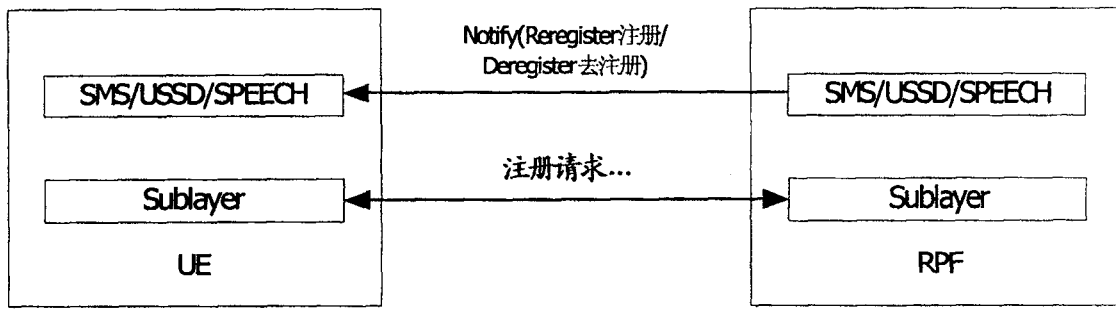 Notify(Reregister注册/
Deregister去注册)
SMS/USSD/SPEECH
SMS/USSD/SPEECH
注册请求...
Sublayer
Sublayer
UE
RPF